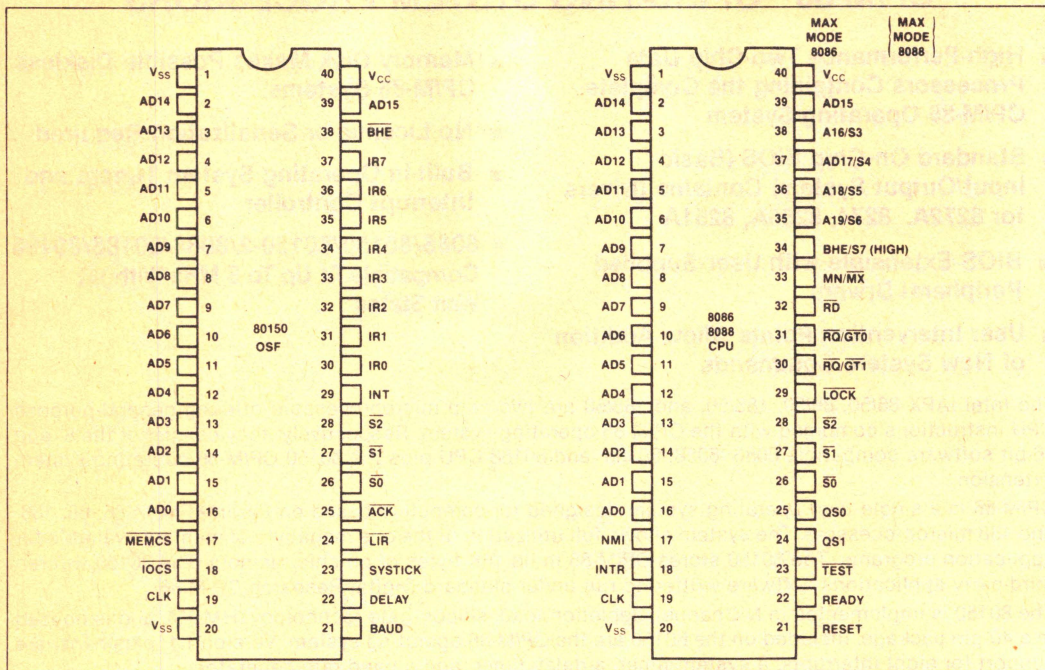 VSS 1 40 VCC
AD14 2 39 AD15
AD13 3 38 BHE
AD12 4 37 IR7
AD11 5 36 IR6
AD10 6 35 IR5
AD9 7 34 IR4
AD8 8 33 IR3
AD7 9 32 IR2
80150
OSF
AD6 10 31 IR1
AD5 11 30 IR0
AD4 12 29 INT
AD3 13 28 S2
AD2 14 27 S1
AD1 15 26 S0
AD0 16 25 ACK
MEMCS 17 24 LIR
IOCS 18 23 SYSTICK
CLK 19 22 DELAY
VSS 20 21 BAUD
MAX
MODE
8086
MAX
MODE
8088
VSS 1 40 VCC
AD14 2 39 AD15
AD13 3 38 A16/S3
AD12 4 37 AD17/S4
AD11 5 36 A18/S5
AD10 6 35 A19/S6
AD9 7 34 BHE/S7 (HIGH)
AD8 8 33 MN/MX
AD7 9 32 RD
8086
8088
CPU
AD6 10 31 RQ/GT0
AD5 11 30 RQ/GT1
AD4 12 29 LOCK
AD3 13 28 S2
AD2 14 27 S1
AD1 15 26 S0
AD0 16 25 QS0
NMI 17 24 QS1
INTR 18 23 TEST
CLK 19 22 READY
VSS 20 21 RESET